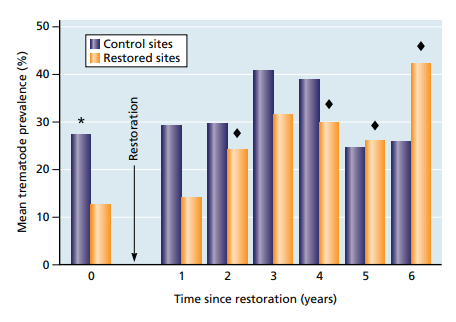 50
Control sites
Restored sites
40
30
20
10
0
Mean trematode prevalence (%)
*
Restoration
0
1
2
3
4
5
6
Time since restoration (years)